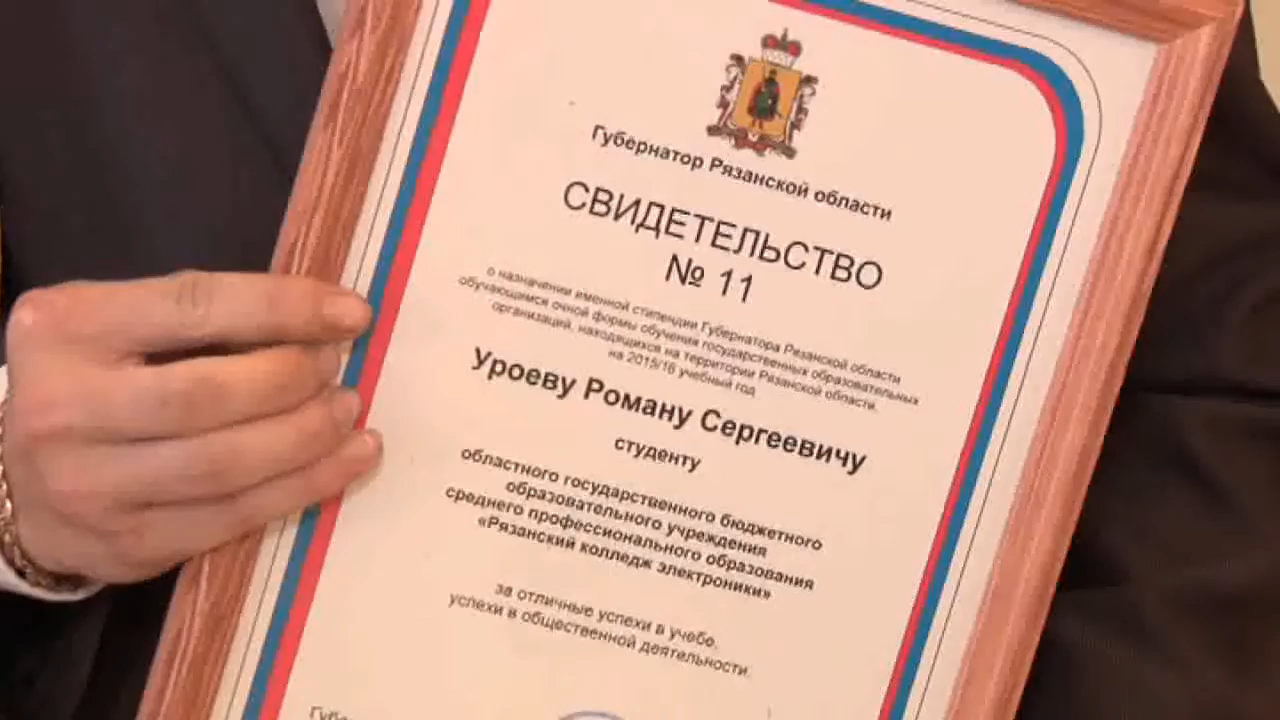 Губернатор Рязанской области
СВИДЕТЕЛЬСТВО
№ 11
о назначении именной стипендии Губернатора Рязанской области
обучающимся очной формы обучения государственных образовательных
организаций, находящихся на территории Рязанской области,
на 2015/16 учебный год
Уроеву Роману Сергеевичу
студенту
областного государственного бюджетного
образовательного учреждения
среднего профессионального образования
«Рязанский колледж электроники»
за отличные успехи в учебе,
успехи в общественной деятельности.